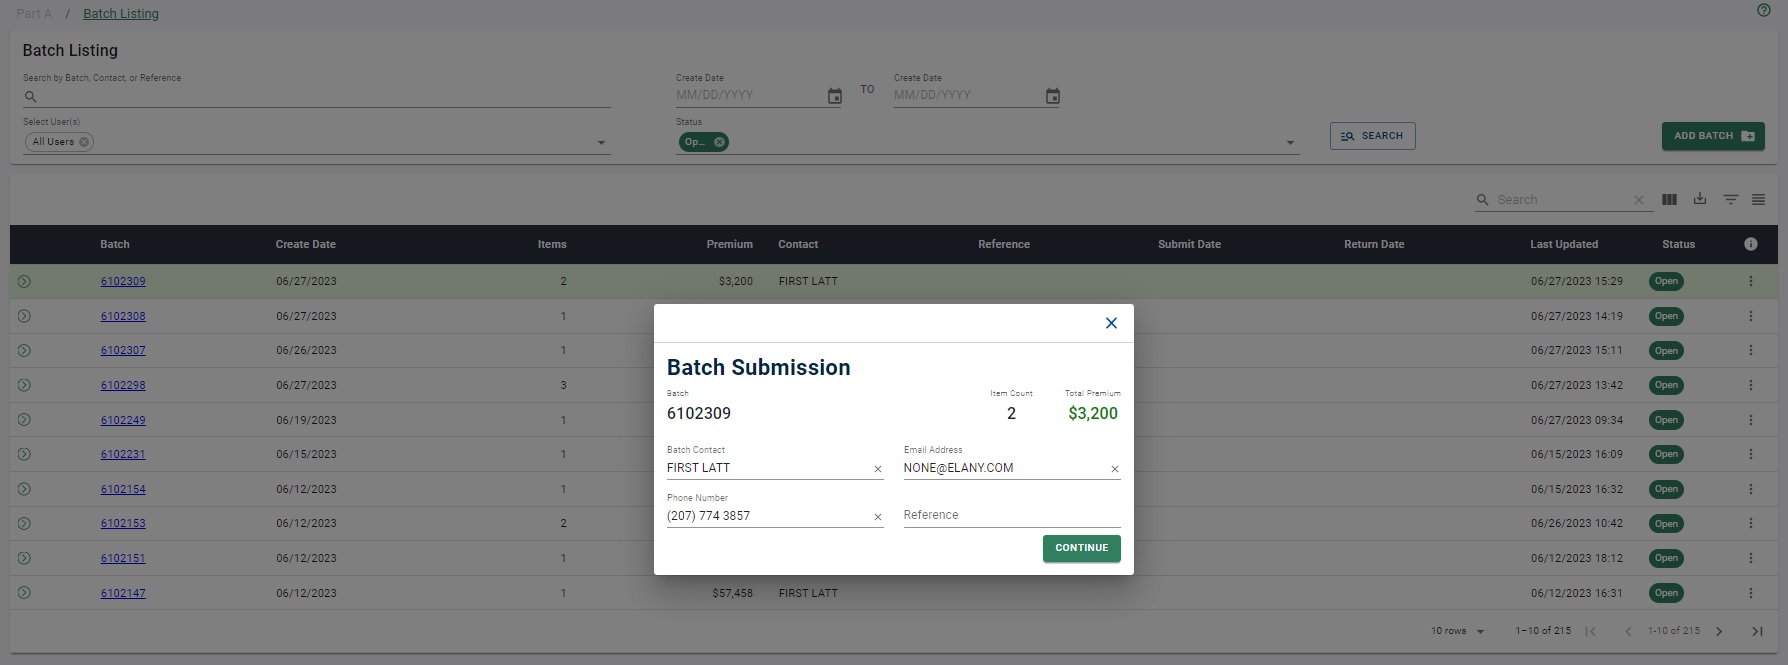 Part A / Batch Listing
Batch Listing
Search by Batch, Contact, or Reference
Create Date
MM/DD/YYYY
TO
Create Date
MM/DD/YYYY
Select User(s)
All Users
Status
Op...
SEARCH
ADD BATCH
Search
Batch Create Date Items Premium Contact Reference Submit Date Return Date Last Updated Status
6102309 06/27/2023 2 $3,200 FIRST LATT 06/27/2023 15:29 Open
6102308 06/27/2023 1 06/27/2023 14:19 Open
6102307 06/26/2023 1 06/27/2023 15:11 Open
6102298 06/27/2023 3 06/27/2023 13:42 Open
6102249 06/19/2023 1 06/27/2023 09:34 Open
6102231 06/15/2023 1 06/15/2023 16:09 Open
6102154 06/12/2023 1 06/15/2023 16:32 Open
6102153 06/12/2023 2 06/26/2023 10:42 Open
6102151 06/12/2023 1 06/12/2023 18:12 Open
6102147 06/12/2023 1 $57,458 FIRST LATT 06/12/2023 16:31 Open
10 rows 1–10 of 215 1-10 of 215
Batch Submission
Batch Item Count Total Premium
6102309 2 $3,200
Batch Contact Email Address
FIRST LATT NONE@ELANY.COM
Phone Number
(207) 774 3857 Reference
CONTINUE